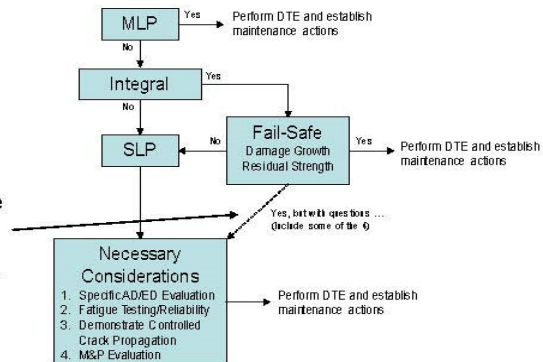 MLP
Yes
Perform DTE and establish
maintenance actions
No
Integral
Yes
No
Fail-Safe
Damage Growth
Residual Strength
No
SLP
Yes
Perform DTE and establish
maintenance actions
Yes, but with questions ...
(Include some of the 4)
Necessary
Considerations
1. Specific AD/ED Evaluation
2. Fatigue Testing/Reliability
3. Demonstrate Controlled
Crack Propagation
4. M&P Evaluation
Perform DTE and establish
maintenance actions